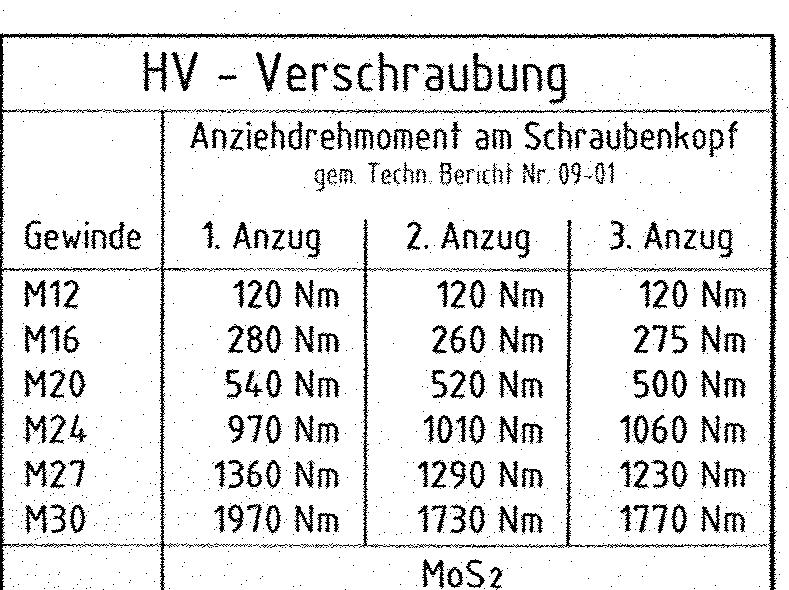 HV - Verschraubung
Anziehdrehmoment am Schraubenkopf
gem. Techn. Bericht Nr. 09-01
Gewinde 1. Anzug 2. Anzug 3. Anzug
M12 120 Nm 120 Nm 120 Nm
M16 280 Nm 260 Nm 275 Nm
M20 540 Nm 520 Nm 500 Nm
M24 970 Nm 1010 Nm 1060 Nm
M27 1360 Nm 1290 Nm 1230 Nm
M30 1970 Nm 1730 Nm 1770 Nm
MoS2